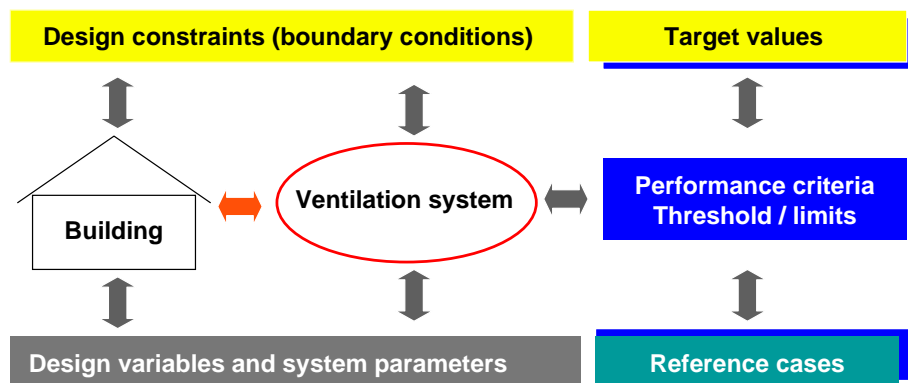 Design constraints (boundary conditions)
Target values
Building
Ventilation system
Performance criteria
Threshold / limits
Design variables and system parameters
Reference cases